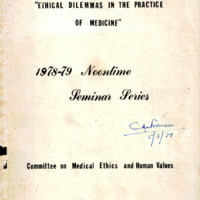 "ETHICAL DILEMMAS IN THE PRACTICE
OF MEDICINE"
1978-79 Noontime
Seminar Series
Committee on Medical Ethics and Human Values